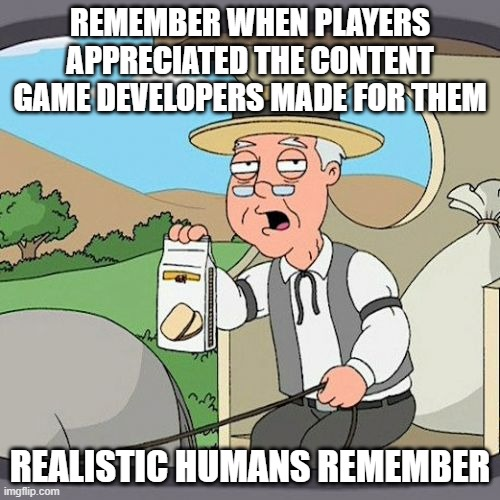 REMEMBER WHEN PLAYERS
APPRECIATED THE CONTENT
GAME DEVELOPERS MADE FOR THEM
REALISTIC HUMANS REMEMBER
imgflip.com